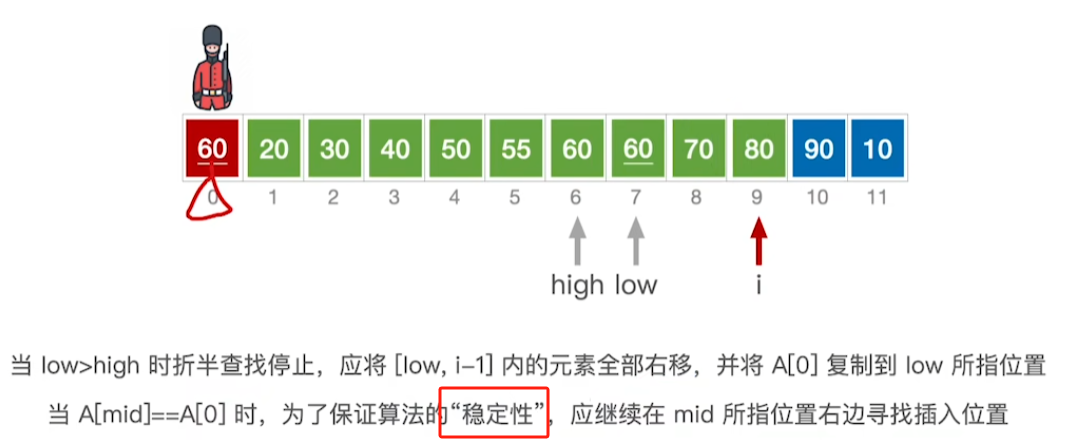 60 20 30 40 50 55 60 60 70 80 90 10
0 1 2 3 4 5 6 7 8 9 10 11
high low i
当 low>high 时折半查找停止，应将 [low, i-1] 内的元素全部右移，并将 A[0] 复制到 low 所指位置
当 A[mid]==A[0] 时，为了保证算法的“稳定性”，应继续在 mid 所指位置右边寻找插入位置